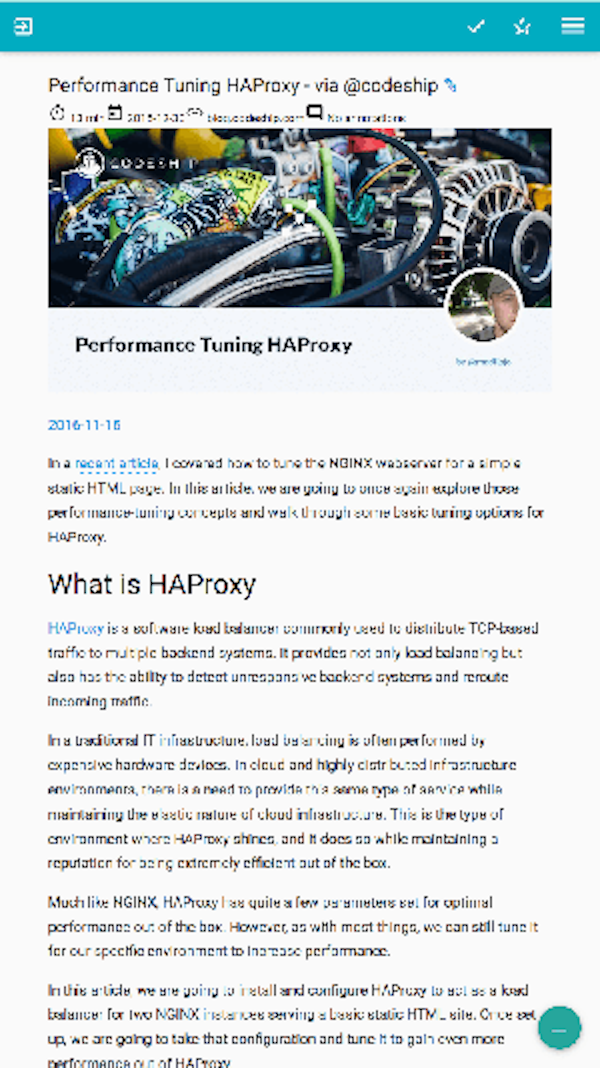 Performance Tuning HAProxy - via @codeship
13 min 2016-12-30 blog.codeship.com No annotations
CODESHIP
Performance Tuning HAProxy
2016-11-16
In a recent article, I covered how to tune the NGINX webserver for a simple
static HTML page. In this article, we are going to once again explore those
performance-tuning concepts and walk through some basic tuning options for
HAProxy.
What is HAProxy
HAProxy is a software load balancer commonly used to distribute TCP-based
traffic to multiple backend systems. It provides not only load balancing but
also has the ability to detect unresponsive backend systems and reroute
incoming traffic.
In a traditional IT infrastructure, load balancing is often performed by
expensive hardware devices. In cloud and highly distributed infrastructure
environments, there is a need to provide this same type of service while
maintaining the elastic nature of cloud infrastructure. This is the type of
environment where HAProxy shines, and it does so while maintaining a
reputation for being extremely efficient out of the box.
Much like NGINX, HAProxy has quite a few parameters set for optimal
performance out of the box. However, as with most things, we can still tune it
for our specific environment to increase performance.
In this article, we are going to install and configure HAProxy to act as a load
balancer for two NGINX instances serving a basic static HTML site. Once set
up, we are going to take that configuration and tune it to gain even more
performance out of HAProxy